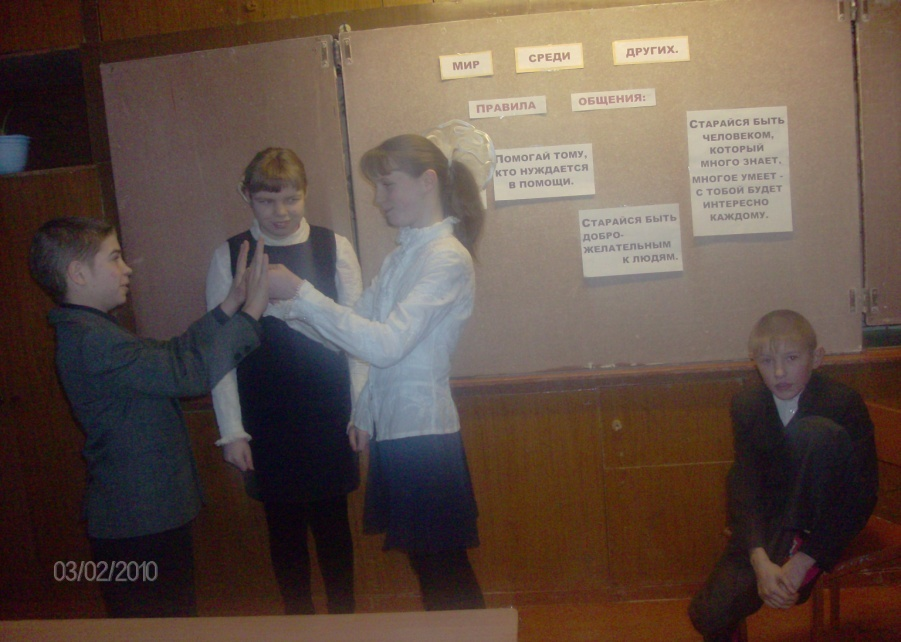 МИР СРЕДИ ДРУГИХ.
ПРАВИЛА ОБЩЕНИЯ:
ПОМОГАЙ ТОМУ,
КТО НУЖДАЕТСЯ
В ПОМОЩИ.
СТАРАЙСЯ БЫТЬ
ДОБРО-
ЖЕЛАТЕЛЬНЫМ
К ЛЮДЯМ.
СТАРАЙСЯ БЫТЬ
ЧЕЛОВЕКОМ,
КОТОРЫЙ
МНОГО ЗНАЕТ,
МНОГОЕ УМЕЕТ -
С ТОБОЙ БУДЕТ
ИНТЕРЕСНО
КАЖДОМУ.
03/02/2010